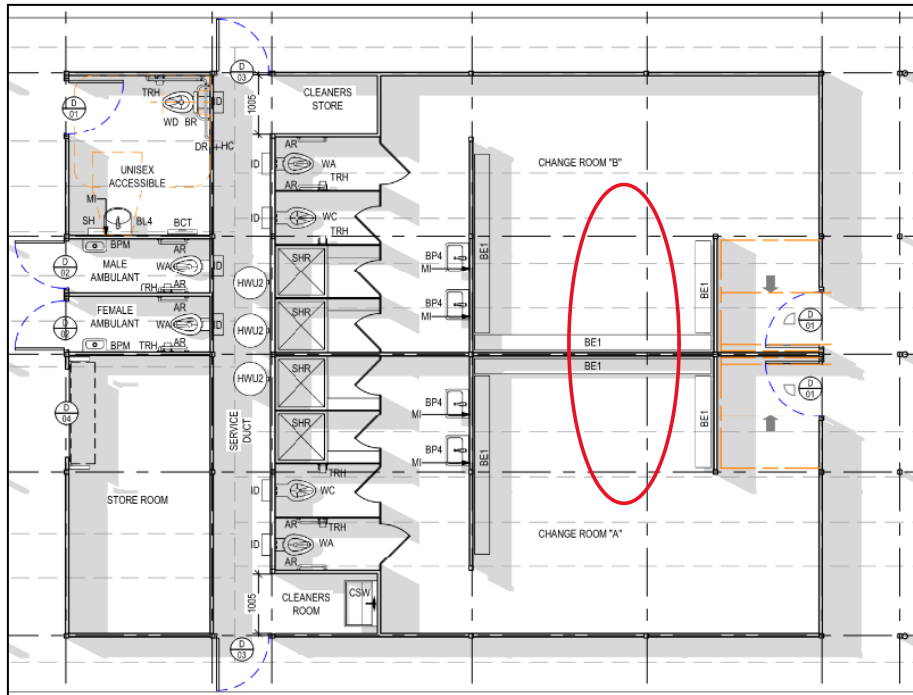 D
03
D
01
TRH
ID
WD BR
DR HC
UNISEX
ACCESSIBLE
MI
SH
BL4
BCT
1005
CLEANERS
STORE
AR
ID
WA
TRH
AR
ID
WC
TRH
CHANGE ROOM "B"
BE1
D
02
BPM
AR
MALE
AMBULANT
WA
ID
TRH
AR
SHR
HWU2
BP4
MI
BP4
MI
BE1
BE1
D
01
D
02
FEMALE
AMBULANT
AR
WA
ID
BPM
TRH
AR
SHR
HWU2
D
04
STORE ROOM
SERVICE
DUCT
HWU2
SHR
SHR
BP4
MI
BP4
MI
BE1
BE1
BE1
D
01
TRH
ID
WC
AR
TRH
ID
WA
AR
CHANGE ROOM "A"
1005
CLEANERS
ROOM
CSW
D
03